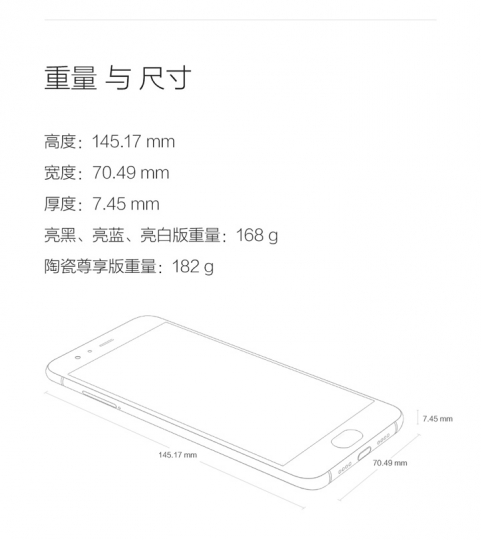 重量 与 尺寸
高度：145.17 mm
宽度：70.49 mm
厚度：7.45 mm
亮黑、亮蓝、亮白版重量：168 g
陶瓷尊享版重量：182 g
7.45 mm
145.17 mm
70.49 mm